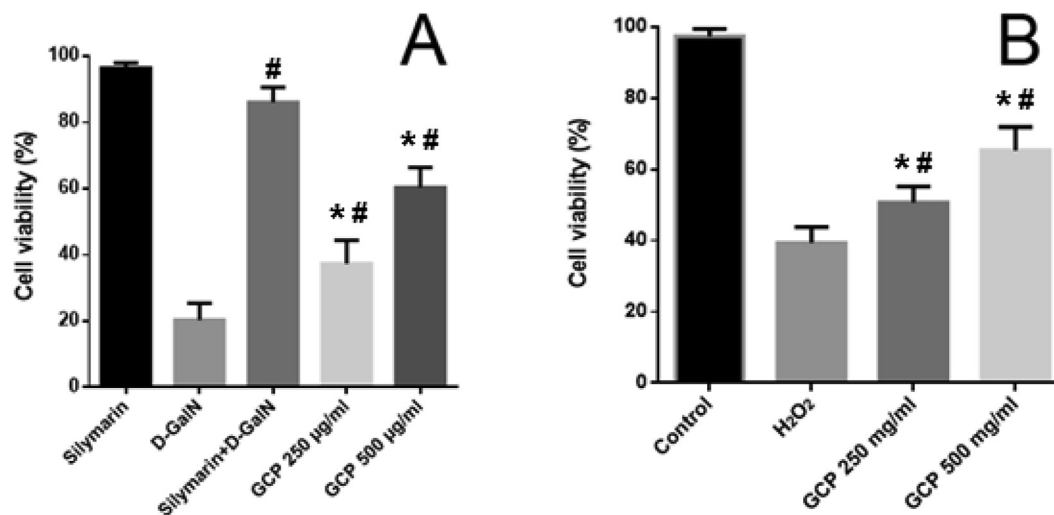 A
Cell viability (%)
100
80
60
40
20
0
#
* #
* #
Silymarin
D-GalN
Silymarin+D-GalN
GCP 250 µg/ml
GCP 500 µg/ml
B
Cell viability (%)
100
80
60
40
20
0
* #
* #
Control
H₂O₂
GCP 250 mg/ml
GCP 500 mg/ml